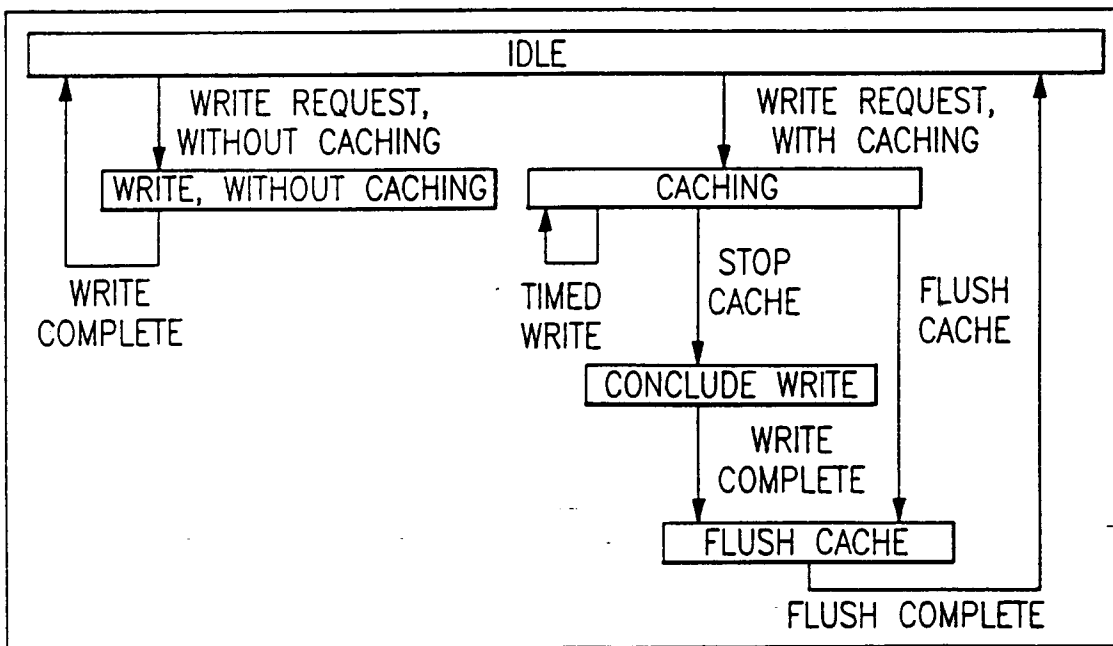 IDLE
WRITE REQUEST,
WITHOUT CACHING
WRITE REQUEST,
WITH CACHING
WRITE, WITHOUT CACHING
CACHING
WRITE
COMPLETE
TIMED
WRITE
STOP
CACHE
FLUSH
CACHE
CONCLUDE WRITE
WRITE
COMPLETE
FLUSH CACHE
FLUSH COMPLETE